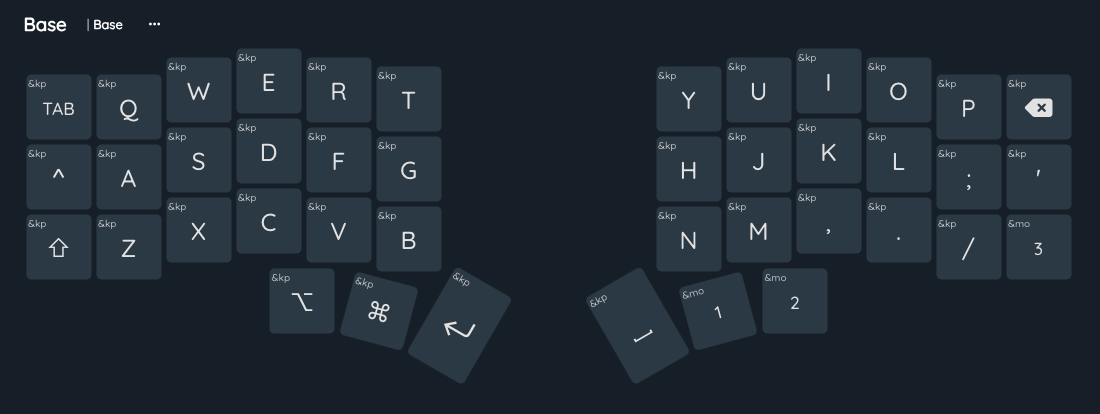 Base | Base ...
&kp TAB &kp Q &kp W &kp E &kp R &kp T &kp Y &kp U &kp I &kp O &kp P &kp ⌫
&kp ^ &kp A &kp S &kp D &kp F &kp G &kp H &kp J &kp K &kp L &kp ; &kp '
&kp ⇧ &kp Z &kp X &kp C &kp V &kp B &kp N &kp M &kp , &kp . &kp / &mo 3
&kp ⌥ &kp ⌘ &kp ↵ &kp ⎵ &mo 1 &mo 2